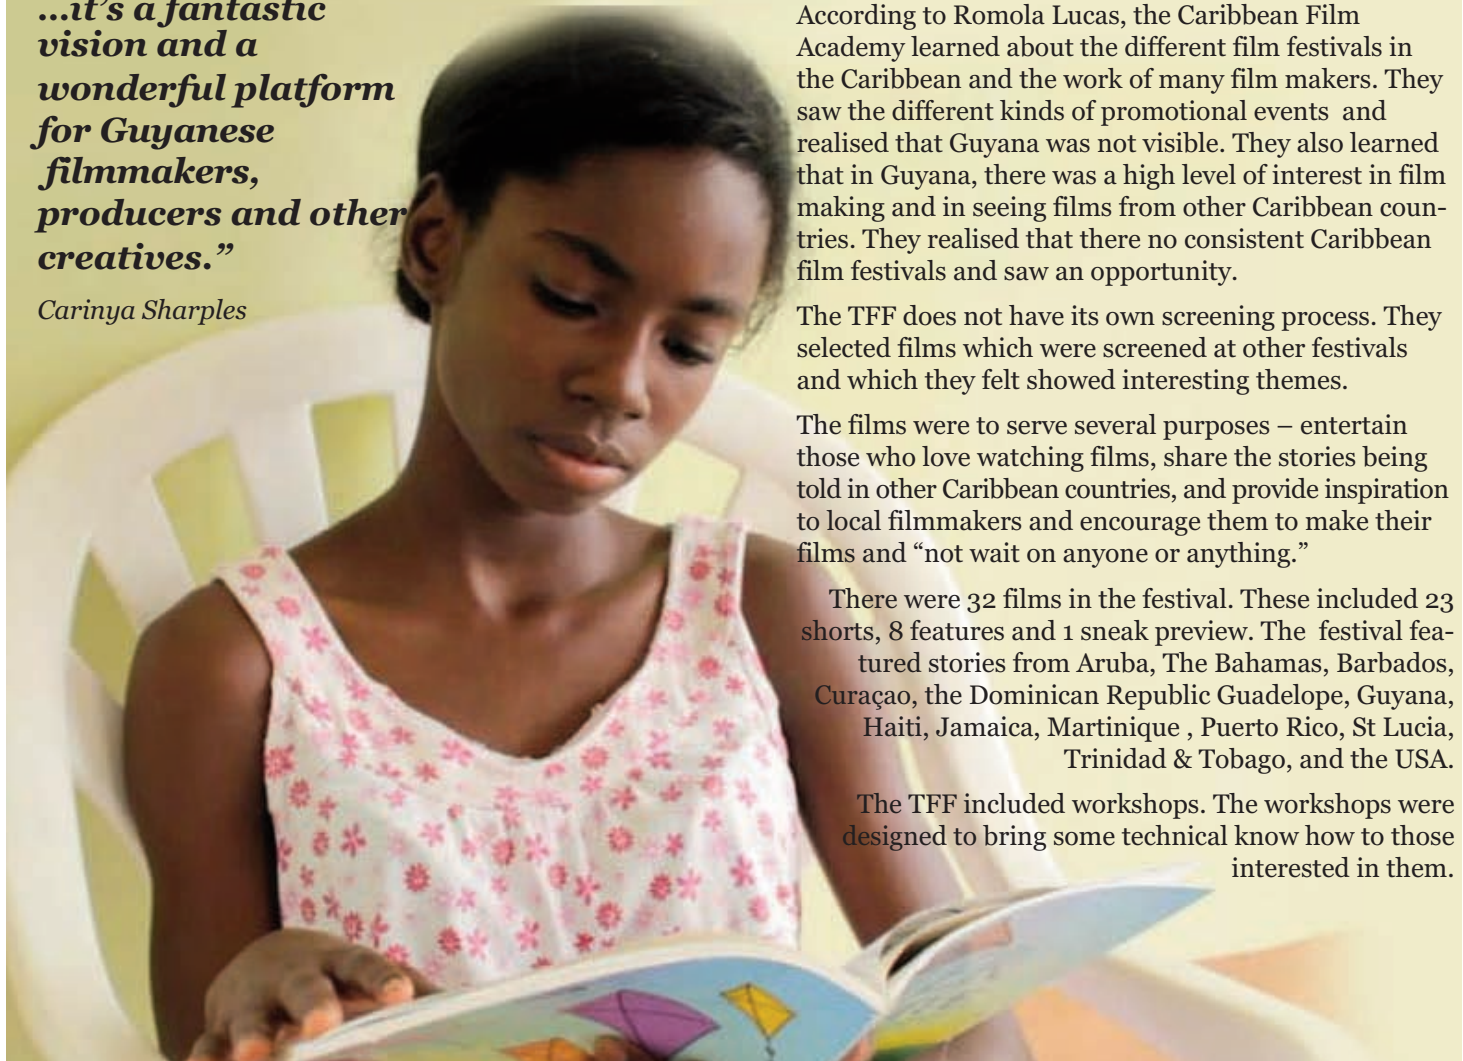 ...it's a fantastic
vision and a
wonderful platform
for Guyanese
filmmakers,
producers and other
creatives.”
Carinya Sharples
According to Romola Lucas, the Caribbean Film
Academy learned about the different film festivals in
the Caribbean and the work of many film makers. They
saw the different kinds of promotional events and
realised that Guyana was not visible. They also learned
that in Guyana, there was a high level of interest in film
making and in seeing films from other Caribbean coun-
tries. They realised that there no consistent Caribbean
film festivals and saw an opportunity.
The TFF does not have its own screening process. They
selected films which were screened at other festivals
and which they felt showed interesting themes.
The films were to serve several purposes – entertain
those who love watching films, share the stories being
told in other Caribbean countries, and provide inspiration
to local filmmakers and encourage them to make their
films and “not wait on anyone or anything.”
There were 32 films in the festival. These included 23
shorts, 8 features and 1 sneak preview. The festival fea-
tured stories from Aruba, The Bahamas, Barbados,
Curaçao, the Dominican Republic Guadelope, Guyana,
Haiti, Jamaica, Martinique , Puerto Rico, St Lucia,
Trinidad & Tobago, and the USA.
The TFF included workshops. The workshops were
designed to bring some technical know how to those
interested in them.